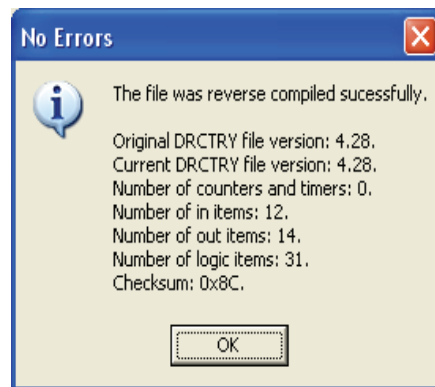 No Errors
The file was reverse compiled sucessfully.
Original DRCTRY file version: 4.28.
Current DRCTRY file version: 4.28.
Number of counters and timers: 0.
Number of in items: 12.
Number of out items: 14.
Number of logic items: 31.
Checksum: 0x8C.
OK